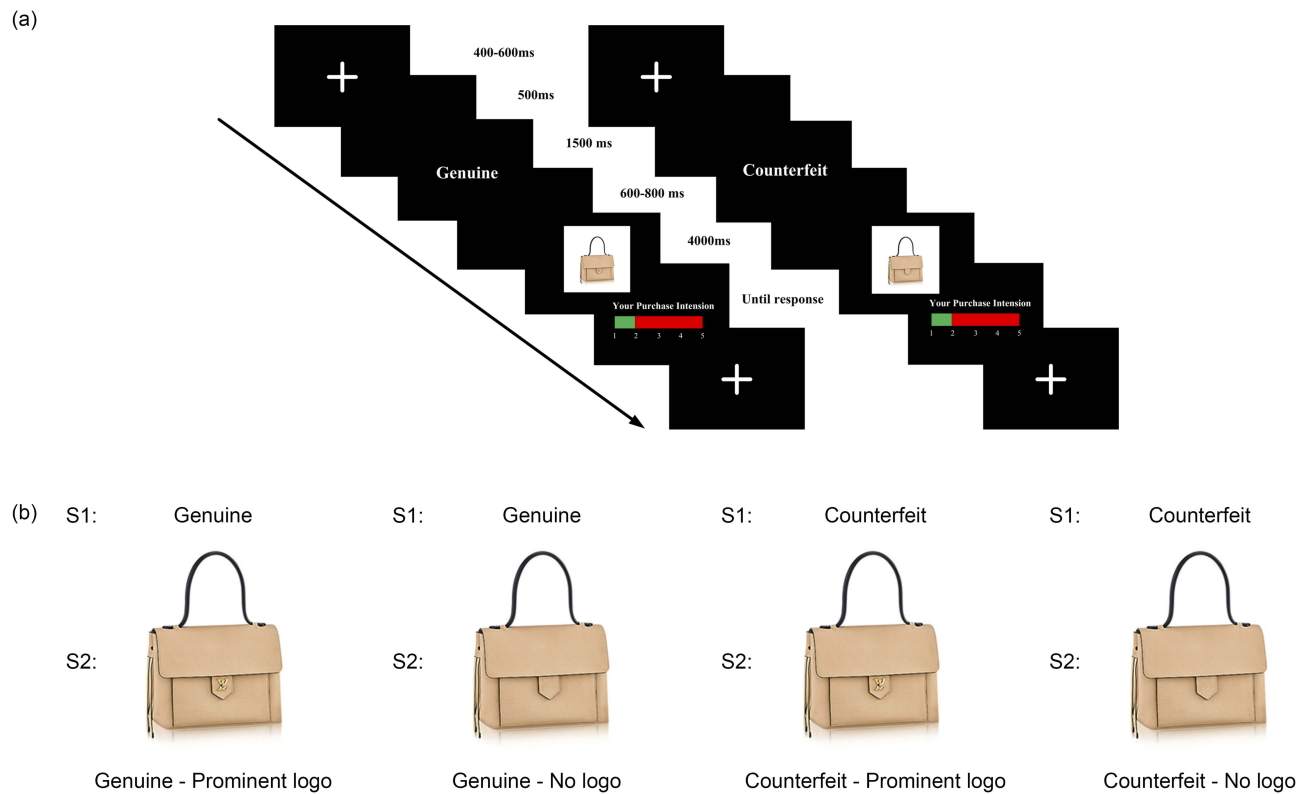 (a)
400-600ms
500ms
1500 ms
Genuine
Counterfeit
600-800 ms
4000ms
Until response
Your Purchase Intension
1 2 3 4 5
Your Purchase Intension
1 2 3 4 5
(b)
S1: Genuine
S1: Genuine
S1: Counterfeit
S1: Counterfeit
S2:
S2:
S2:
S2:
Genuine - Prominent logo
Genuine - No logo
Counterfeit - Prominent logo
Counterfeit - No logo